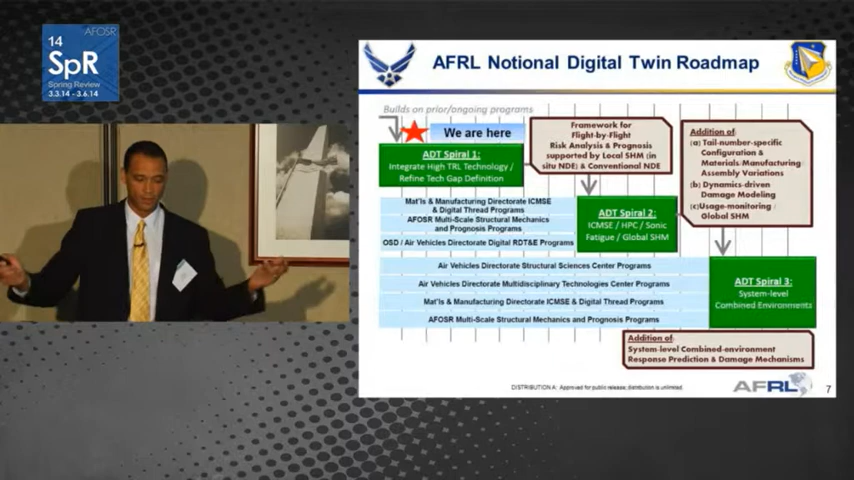 AFOSR
14
SpR
Spring Review
3.3.14 - 3.6.14
AFRL Notional Digital Twin Roadmap
Builds on prior/ongoing programs
We are here
ADT Spiral 1:
Integrate High TRL Technology /
Refine Tech Gap Definition
Framework for
Flight-by-Flight
Risk Analysis & Prognosis
supported by Local SHM (in
situ NDE) & Conventional NDE
Addition of:
(a) Tail-number-specific
Configuration &
Materials/Manufacturing/
Assembly Variations
(b) Dynamics-driven
Damage Modeling
(c) Usage-monitoring /
Global SHM
Mat'ls & Manufacturing Directorate ICMSE
& Digital Thread Programs
AFOSR Multi-Scale Structural Mechanics
and Prognosis Programs
OSD / Air Vehicles Directorate Digital RDT&E Programs
ADT Spiral 2:
ICMSE / HPC / Sonic
Fatigue / Global SHM
Air Vehicles Directorate Structural Sciences Center Programs
Air Vehicles Directorate Multidisciplinary Technologies Center Programs
Mat'ls & Manufacturing Directorate ICMSE & Digital Thread Programs
AFOSR Multi-Scale Structural Mechanics and Prognosis Programs
ADT Spiral 3:
System-level
Combined Environments
Addition of:
System-level Combined-environment
Response Prediction & Damage Mechanisms
DISTRIBUTION A: Approved for public release; distribution is unlimited.
AFRL
7